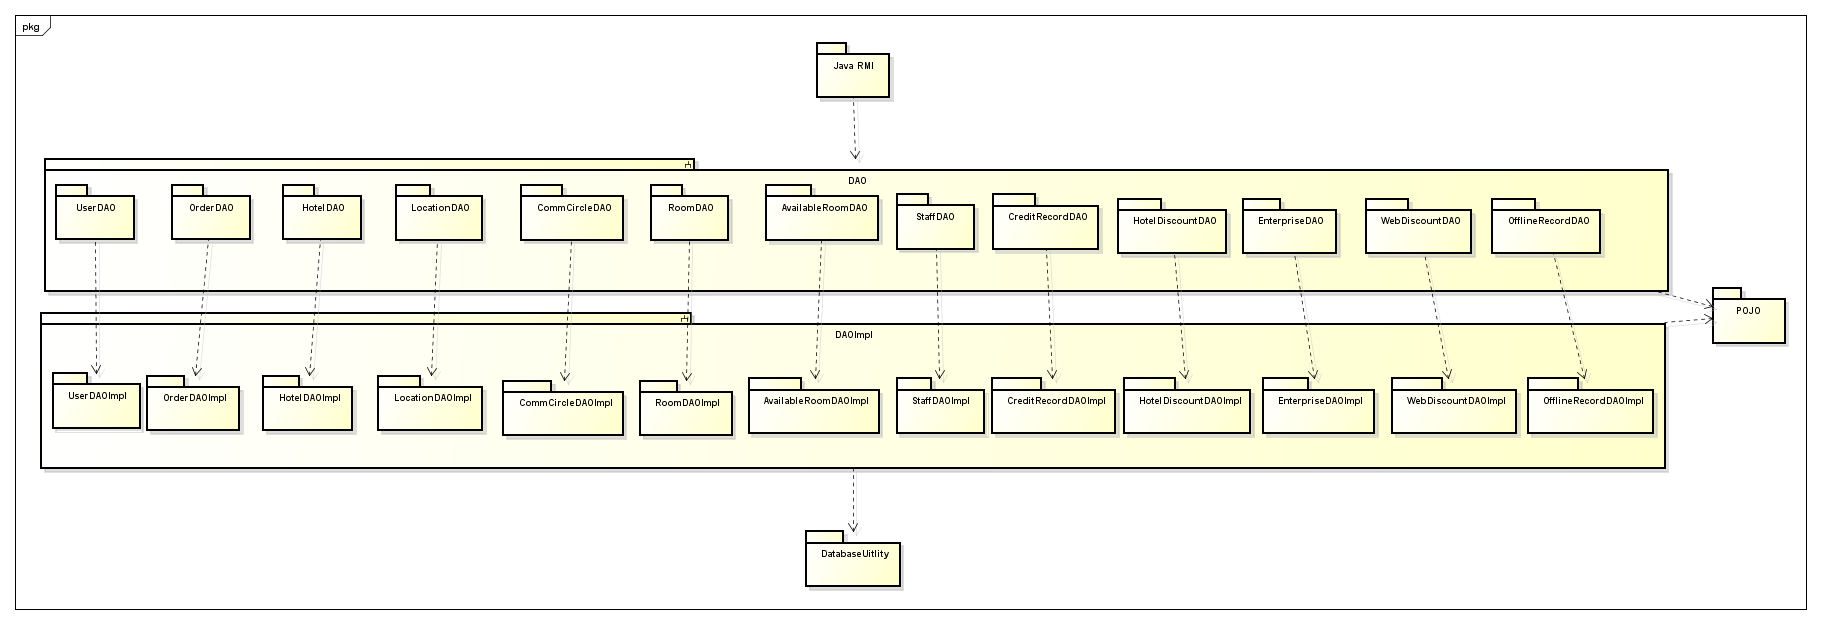 pkg
Java RMI
DAO
UserDAO
OrderDAO
HotelDAO
LocationDAO
CommCircleDAO
RoomDAO
AvailableRoomDAO
StaffDAO
CreditRecordDAO
HotelDiscountDAO
EnterpriseDAO
WebDiscountDAO
OfflineRecordDAO
POJO
DAOImpl
UserDAOImpl
OrderDAOImpl
HotelDAOImpl
LocationDAOImpl
CommCircleDAOImpl
RoomDAOImpl
AvailableRoomDAOImpl
StaffDAOImpl
CreditRecordDAOImpl
HotelDiscountDAOImpl
EnterpriseDAOImpl
WebDiscountDAOImpl
OfflineRecordDAOImpl
DatabaseUitlity